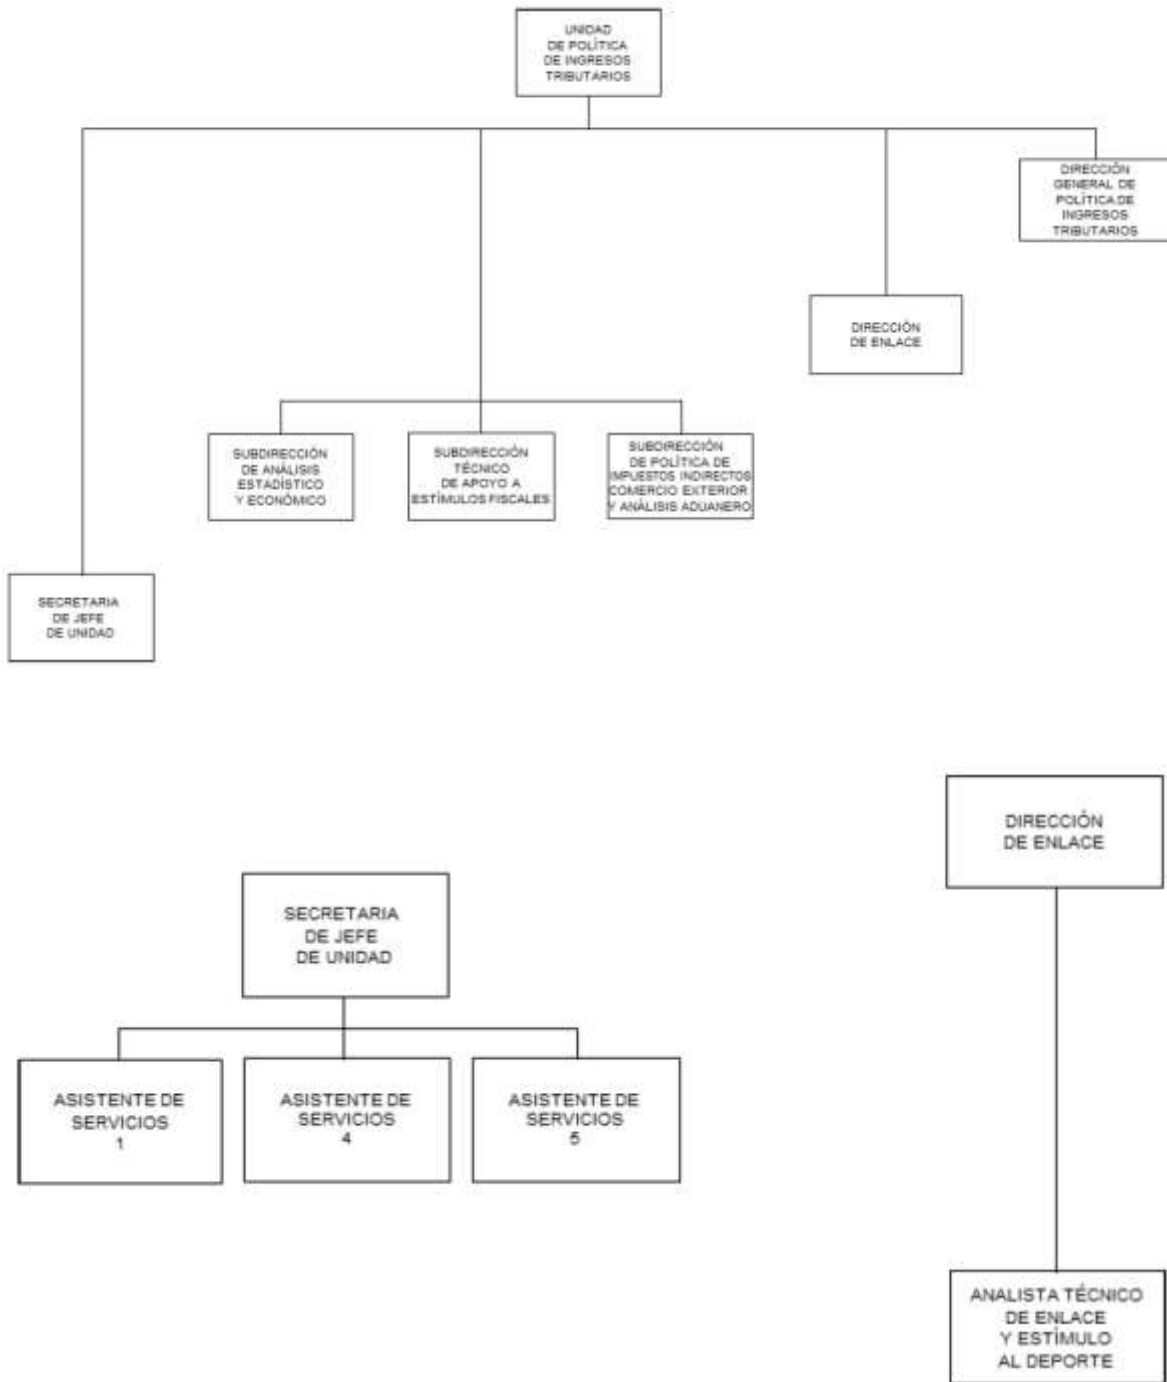 UNIDAD
DE POLÍTICA
DE INGRESOS
TRIBUTARIOS
DIRECCIÓN
GENERAL DE
POLÍTICA DE
INGRESOS
TRIBUTARIOS
DIRECCIÓN
DE ENLACE
SUBDIRECCIÓN
DE ANÁLISIS
ESTADÍSTICO
Y ECONÓMICO
SUBDIRECCIÓN
TÉCNICO
DE APOYO A
ESTÍMULOS FISCALES
SUBDIRECCIÓN
DE POLÍTICA DE
IMPUESTOS INDIRECTOS
COMERCIO EXTERIOR
Y ANÁLISIS ADUANERO
SECRETARIA
DE JEFE
DE UNIDAD
DIRECCIÓN
DE ENLACE
SECRETARIA
DE JEFE
DE UNIDAD
ASISTENTE DE
SERVICIOS
1
ASISTENTE DE
SERVICIOS
4
ASISTENTE DE
SERVICIOS
5
ANALISTA TÉCNICO
DE ENLACE
Y ESTÍMULO
AL DEPORTE